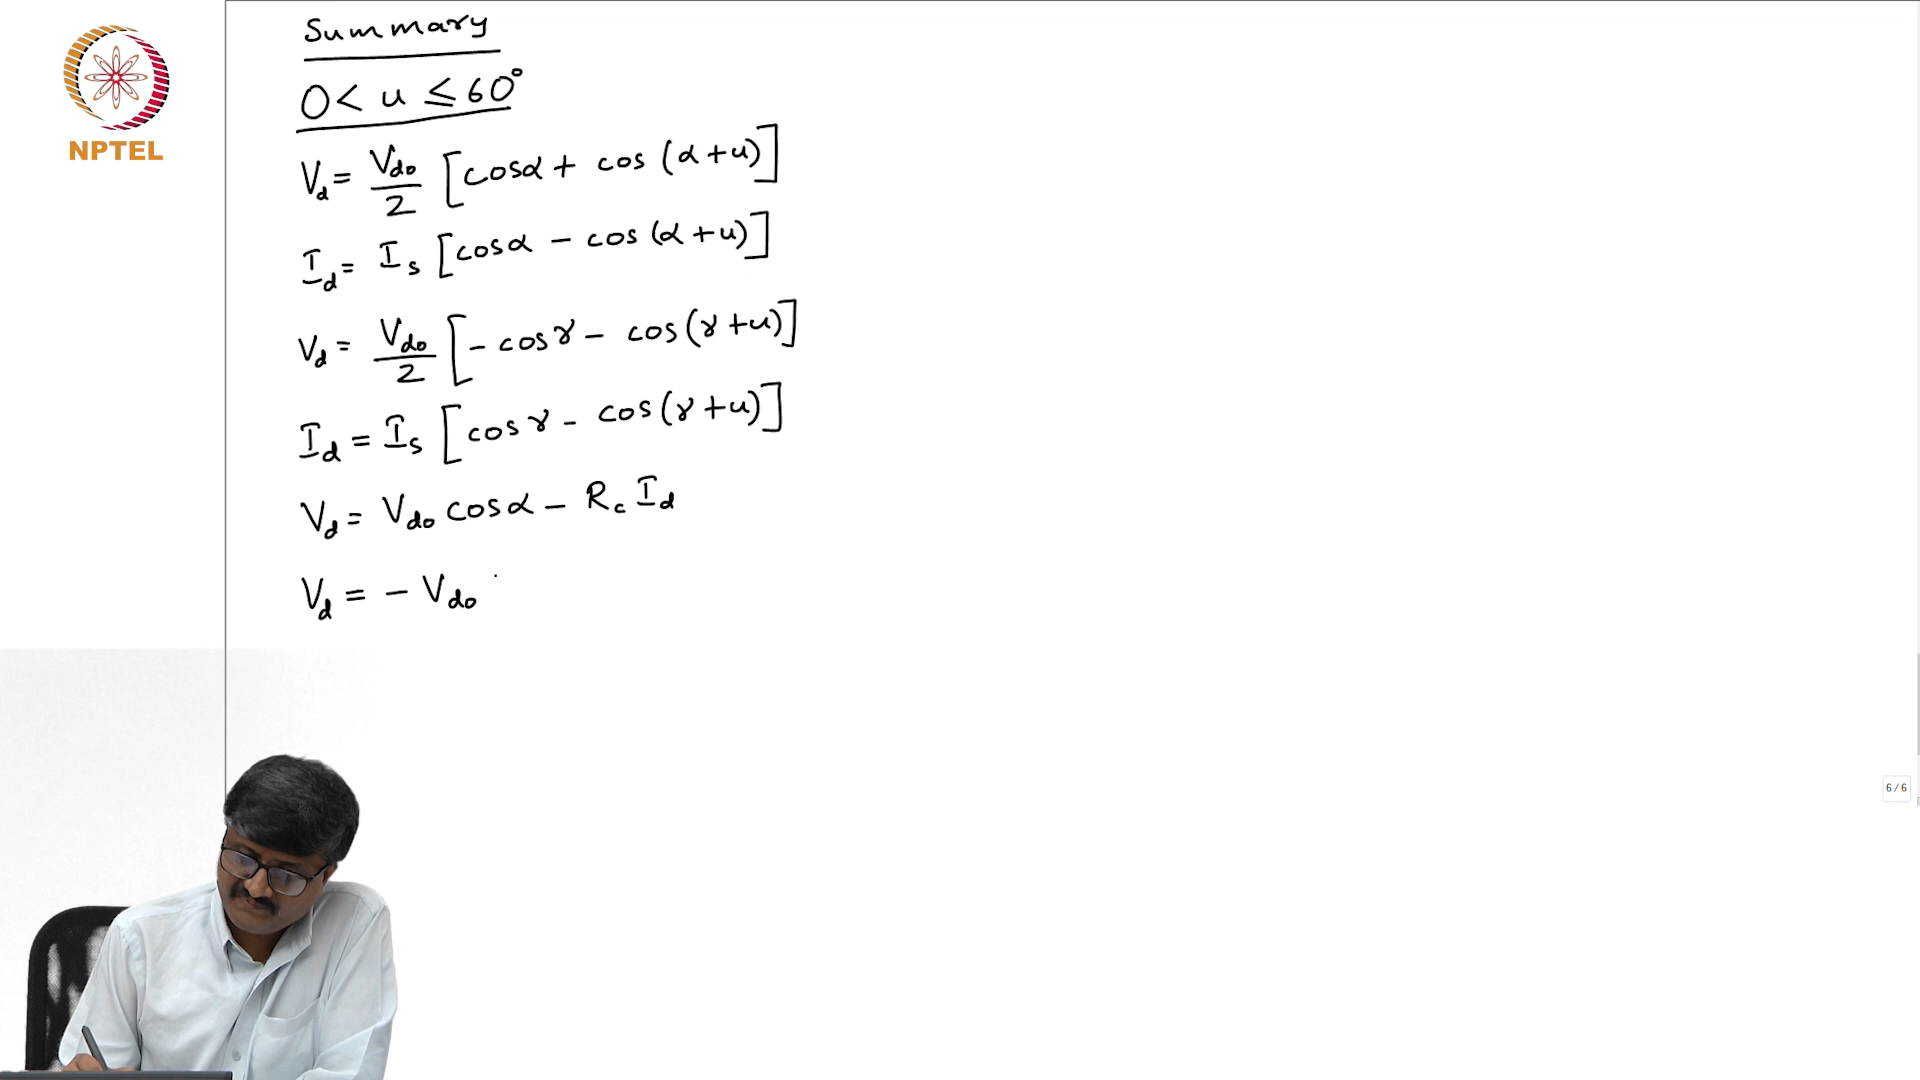 NPTEL
Summary
0 < u ≤ 60°
V_d = V_do/2 [cosα + cos (α+u)]
I_d = I_s [cosα - cos (α+u)]
V_d = V_do/2 [-cosγ - cos(γ+u)]
I_d = I_s [cosγ - cos(γ+u)]
V_d = V_do cosα - R_c I_d
V_d = - V_do
6/6